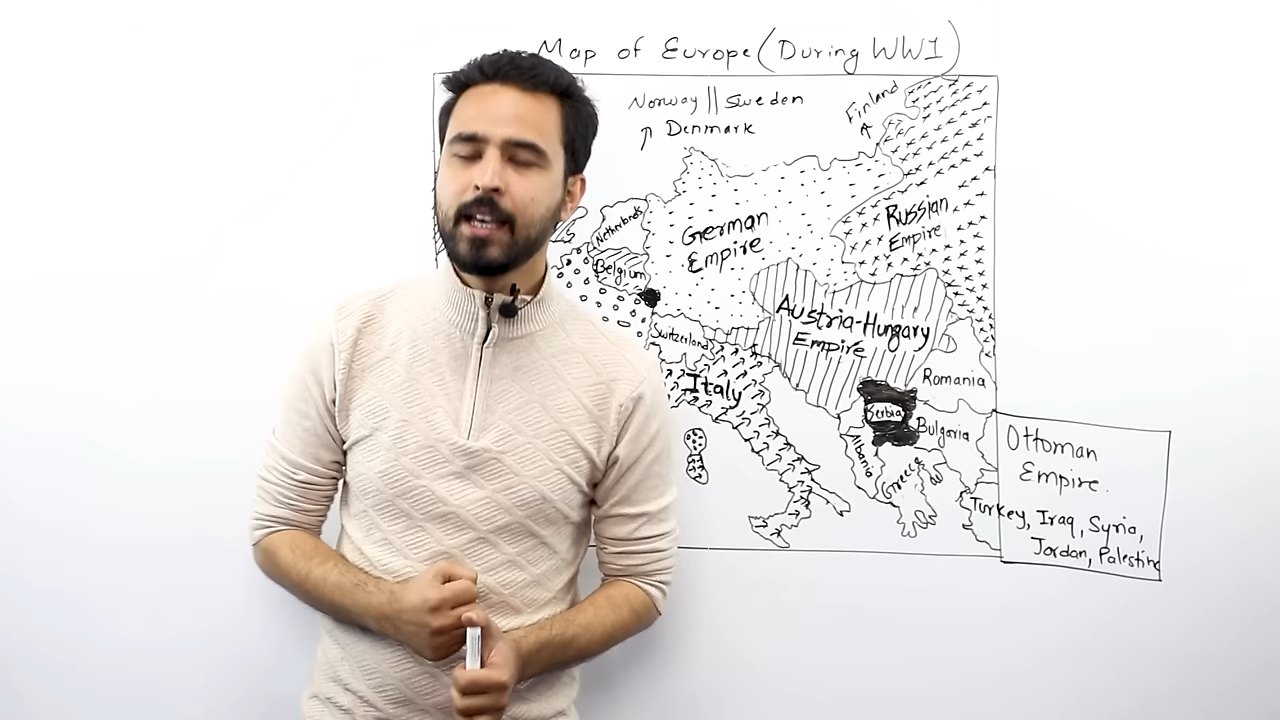 Map of Europe (During WW1)
Norway || Sweden
Denmark
Finland
Netherlands
Belgium
German
Empire
Russian
Empire
Switzerland
Austria-Hungary
Empire
Italy
Romania
Serbia
Bulgaria
Albania
Greece
Ottoman
Empire.
Turkey, Iraq, Syria,
Jordan, Palestine